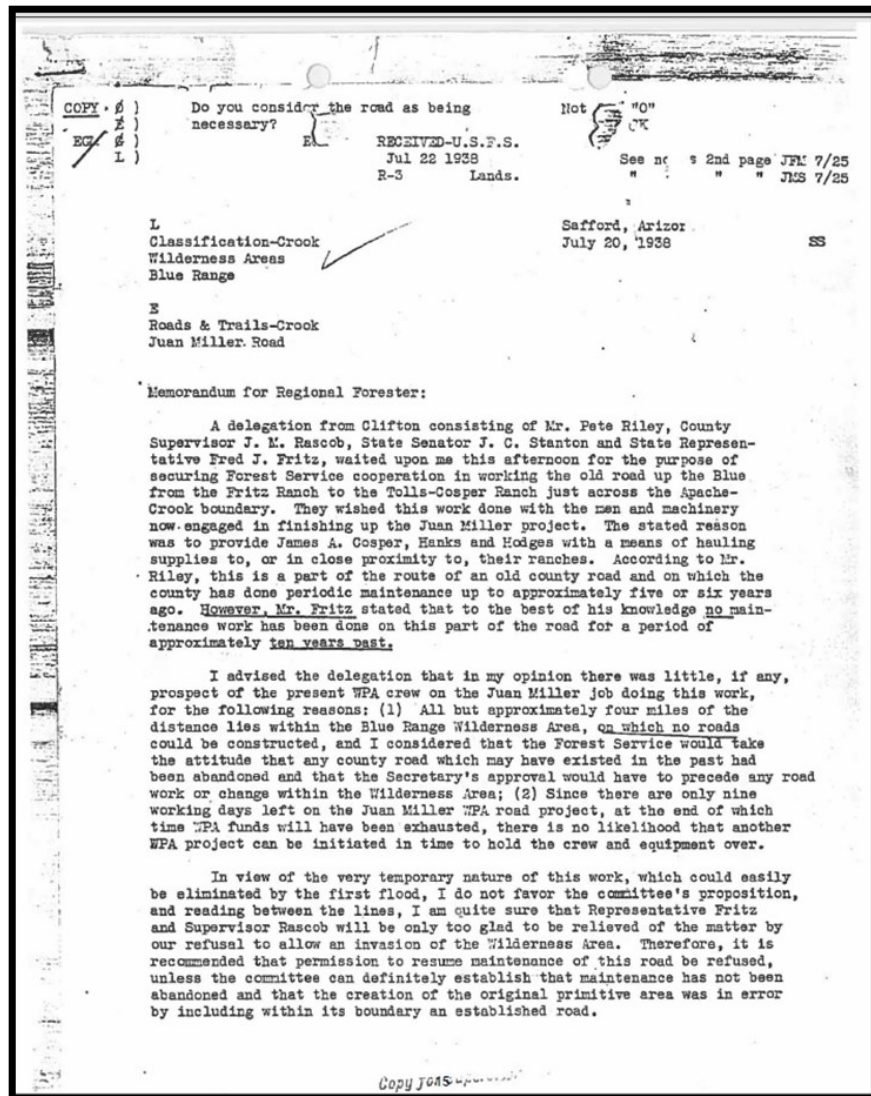 COPY · Ø ) Do you consider the road as being Not "O"
E ) necessary? OK
EGL Ø ) RECEIVED-U.S.F.S.
L ) Jul 22 1938 See 2nd page JFM 7/25
R-3 Lands. " " " JMS 7/25
L Safford,
Classification-Crook July 20, 1938 SS
Wilderness Areas
Blue Range
E
Roads & Trails-Crook
Juan Miller Road
Memorandum for Regional Forester:
A delegation from Clifton consisting of Mr. Pete Riley, County
Supervisor J. M. Rascob, State Senator J. C. Stanton and State Represen-
tative Fred J. Fritz, waited upon me this afternoon for the purpose of
securing Forest Service cooperation in working the old road up the Blue
from the Fritz Ranch to the Tolls-Cosper Ranch just across the Apache-
Crook boundary. They wished this work done with the men and machinery
now engaged in finishing up the Juan Miller project. The stated reason
was to provide James A. Cosper, Hanks and Hodges with a means of hauling
supplies to, or in close proximity to, their ranches. According to Mr.
Riley, this is a part of the route of an old county road and on which the
county has done periodic maintenance up to approximately five or six years
ago. However, Mr. Fritz stated that to the best of his knowledge no main-
tenance work has been done on this part of the road for a period of
approximately ten years past.
I advised the delegation that in my opinion there was little, if any,
prospect of the present WPA crew on the Juan Miller job doing this work,
for the following reasons: (1) All but approximately four miles of the
distance lies within the Blue Range Wilderness Area, on which no roads
could be constructed, and I considered that the Forest Service would take
the attitude that any county road which may have existed in the past had
been abandoned and that the Secretary's approval would have to precede any road
work or change within the Wilderness Area; (2) Since there are only nine
working days left on the Juan Miller WPA road project, at the end of which
time WPA funds will have been exhausted, there is no likelihood that another
WPA project can be initiated in time to hold the crew and equipment over.
In view of the very temporary nature of this work, which could easily
be eliminated by the first flood, I do not favor the committee's proposition,
and reading between the lines, I am quite sure that Representative Fritz
and Supervisor Rascob will be only too glad to be relieved of the matter by
our refusal to allow an invasion of the Wilderness Area. Therefore, it is
recommended that permission to resume maintenance of this road be refused,
unless the committee can definitely establish that maintenance has not been
abandoned and that the creation of the original primitive area was in error
by including within its boundary an established road.
Copy